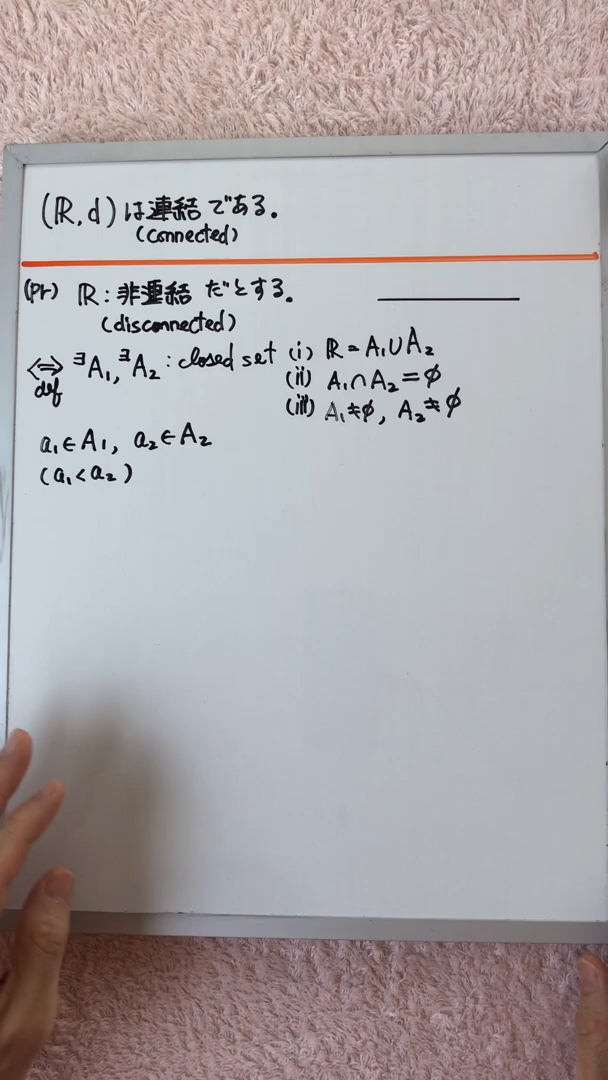 (ℝ, d) は連結である。
(connected)
(Pr) ℝ : 非連結 だとする。
(disconnected)
⇔ ∃A₁, ∃A₂ : closed set (i) ℝ = A₁ ∪ A₂
def
(ii) A₁ ∩ A₂ = ϕ
(iii) A₁ ≠ ϕ, A₂ ≠ ϕ
a₁ ∈ A₁, a₂ ∈ A₂
(a₁ < a₂)